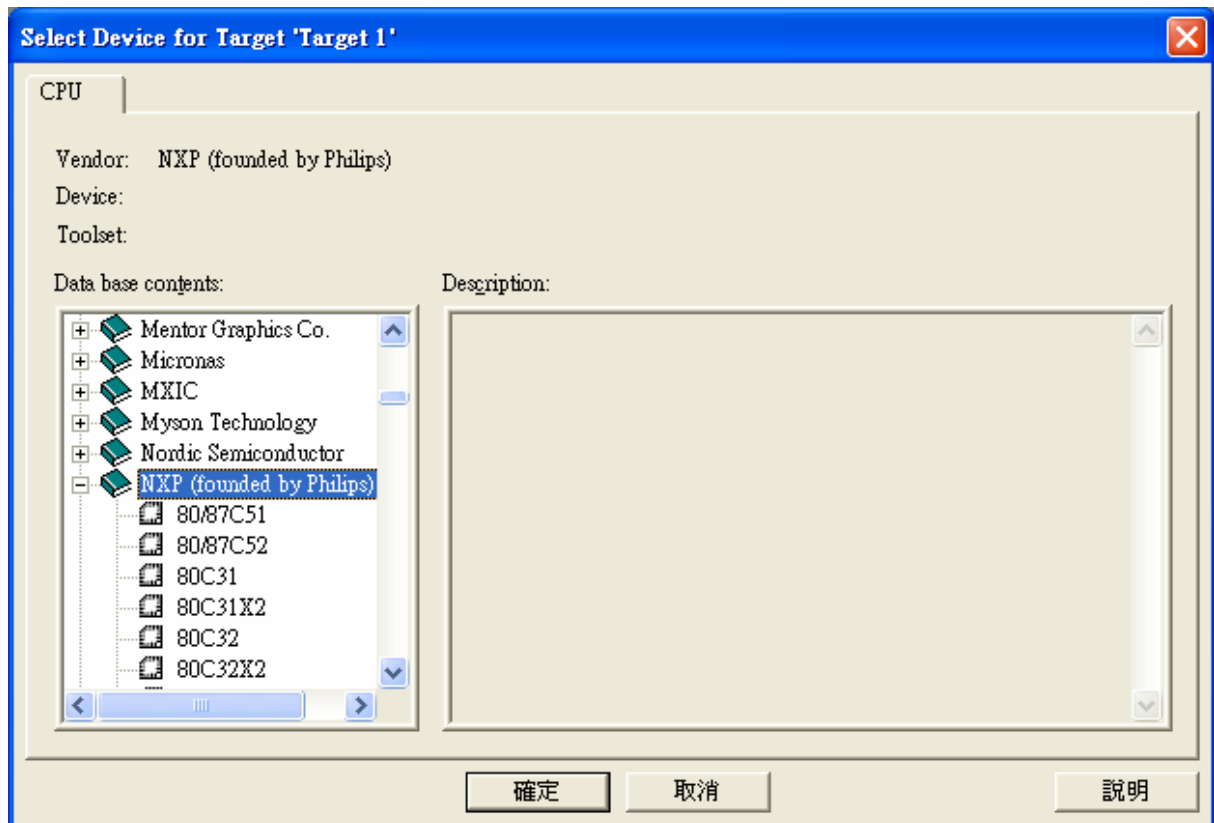 Select Device for Target 'Target 1'
CPU
Vendor: NXP (founded by Philips)
Device:
Toolset:
Data base contents:
Description:
Mentor Graphics Co.
Micronas
MXIC
Myson Technology
Nordic Semiconductor
NXP (founded by Philips)
80/87C51
80/87C52
80C31
80C31X2
80C32
80C32X2
確定 取消 說明